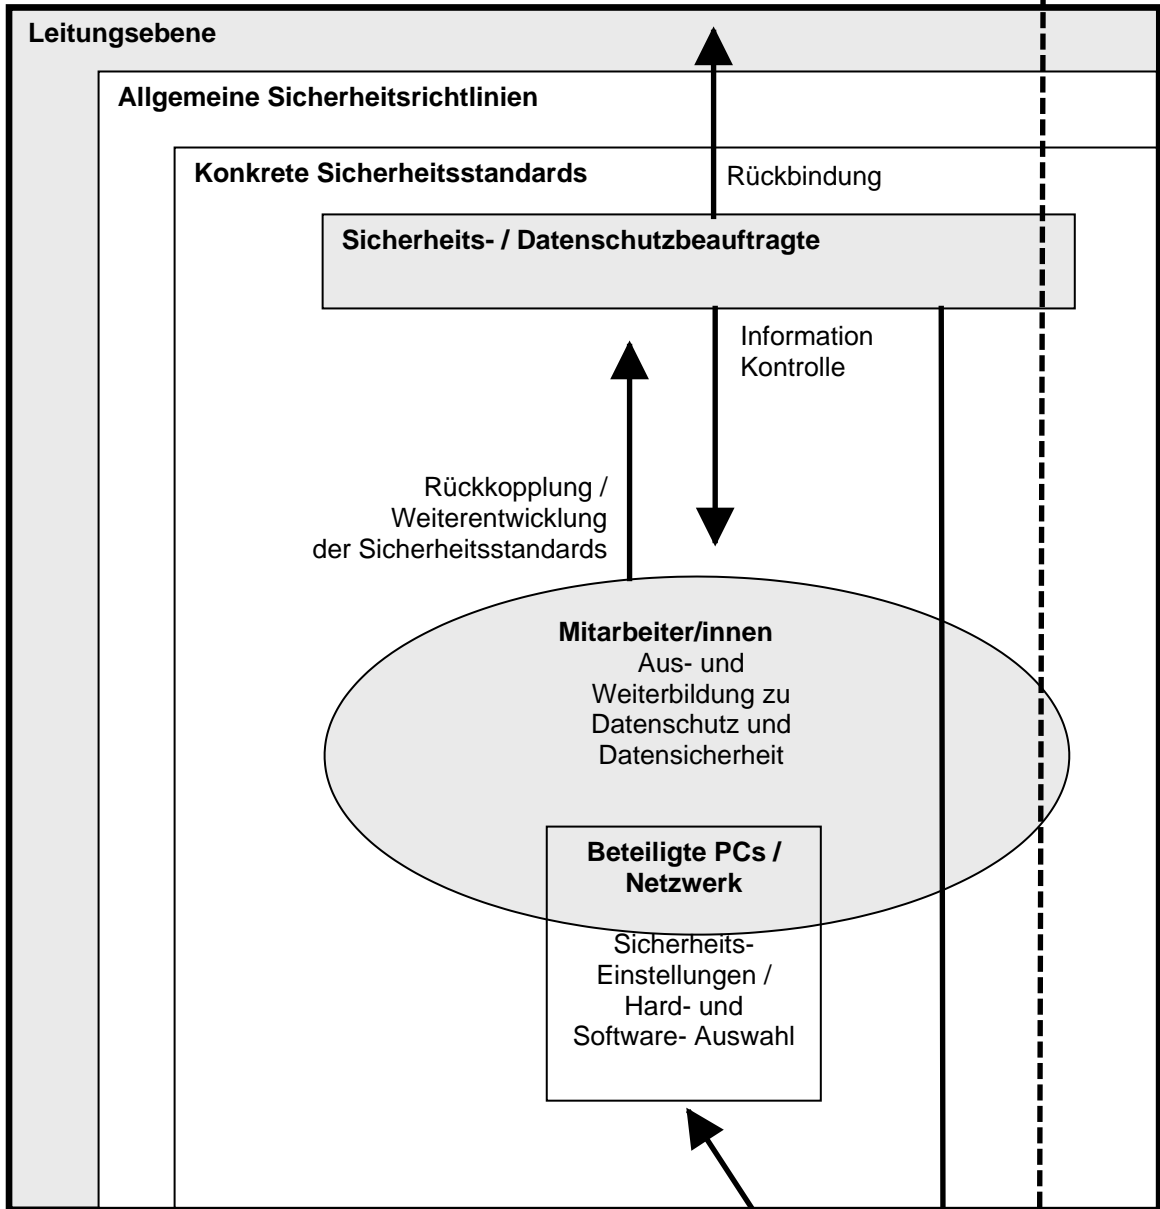 Leitungsebene
Allgemeine Sicherheitsrichtlinien
Konkrete Sicherheitsstandards
Rückbindung
Sicherheits- / Datenschutzbeauftragte
Information
Kontrolle
Rückkopplung /
Weiterentwicklung
der Sicherheitsstandards
Mitarbeiter/innen
Aus- und
Weiterbildung zu
Datenschutz und
Datensicherheit
Beteiligte PCs /
Netzwerk
Sicherheits-
Einstellungen /
Hard- und
Software- Auswahl